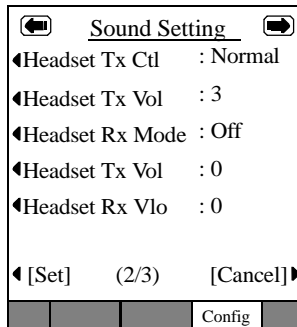 Sound Setting
Headset Tx Ctl : Normal
Headset Tx Vol : 3
Headset Rx Mode : Off
Headset Tx Vol : 0
Headset Rx Vlo : 0
[Set] (2/3) [Cancel]
Config